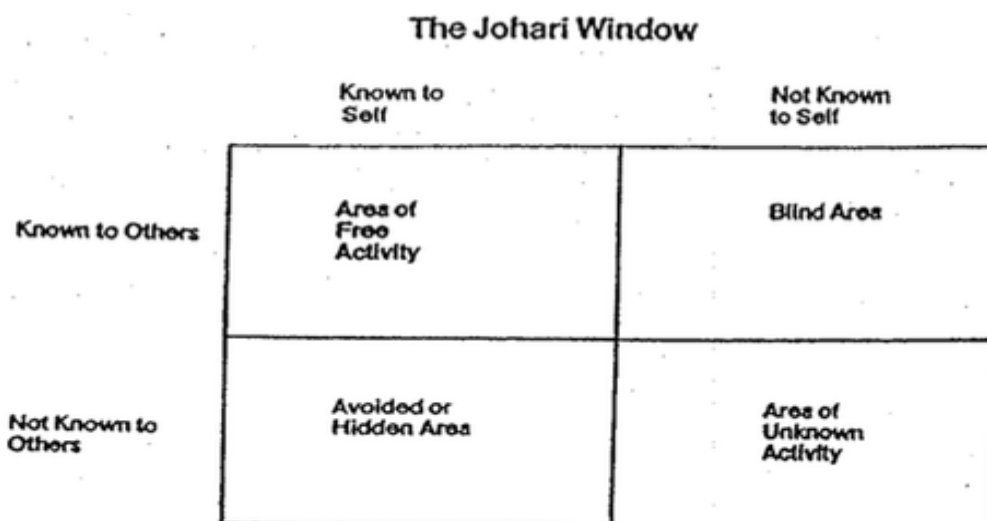 The Johari Window
Known to
Self
Not Known
to Self
Known to Others
Area of
Free
Activity
Blind Area
Not Known to
Others
Avoided or
Hidden Area
Area of
Unknown
Activity